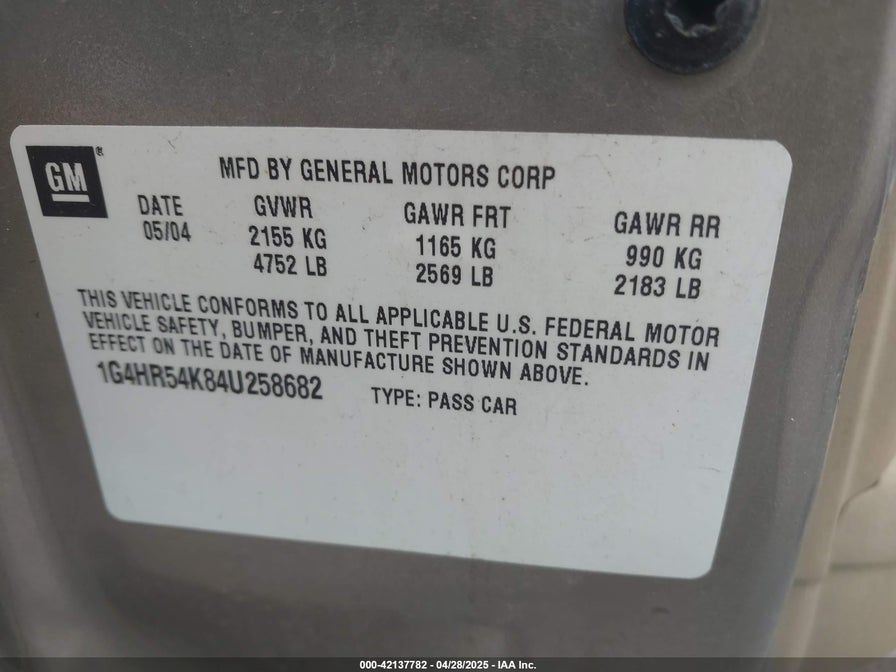 GM®
MFD BY GENERAL MOTORS CORP
DATE GVWR GAWR FRT GAWR RR
05/04 2155 KG 1165 KG 990 KG
4752 LB 2569 LB 2183 LB
THIS VEHICLE CONFORMS TO ALL APPLICABLE U.S. FEDERAL MOTOR
VEHICLE SAFETY, BUMPER, AND THEFT PREVENTION STANDARDS IN
EFFECT ON THE DATE OF MANUFACTURE SHOWN ABOVE.
1G4HR54K84U258682 TYPE: PASS CAR
000-42137782 - 04/28/2025 - IAA Inc.